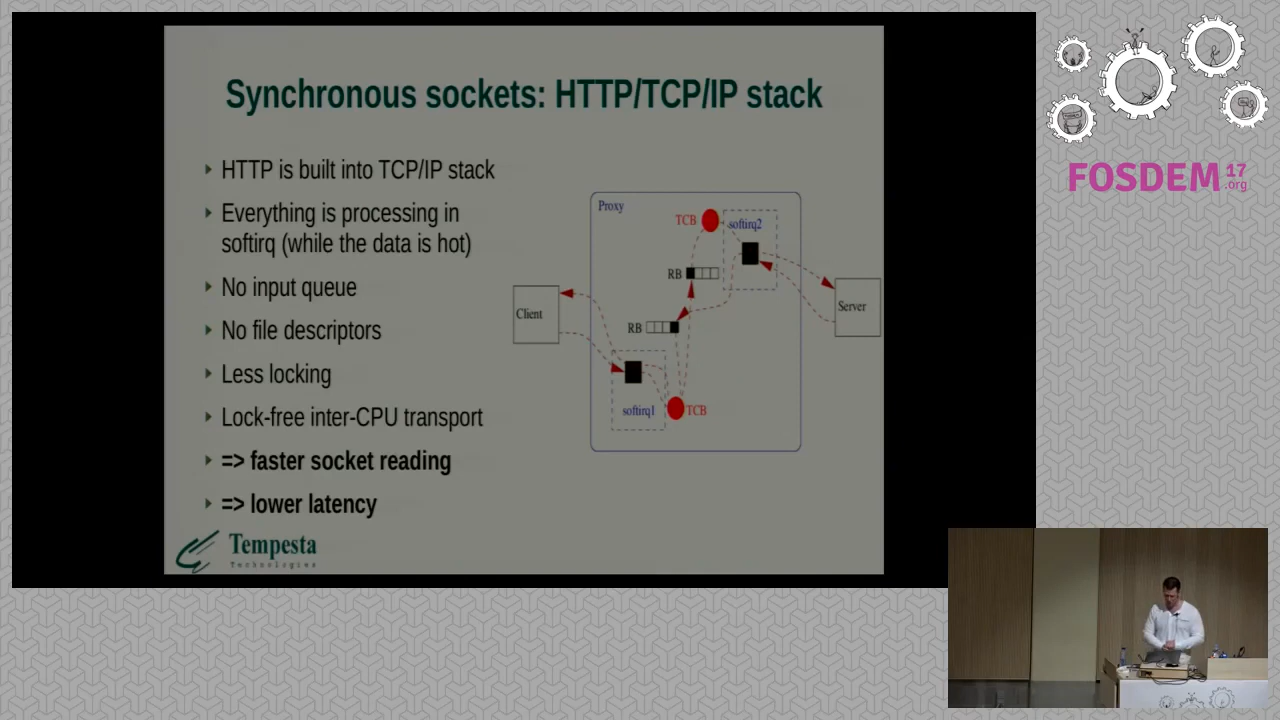 Synchronous sockets: HTTP/TCP/IP stack
HTTP is built into TCP/IP stack
Everything is processing in
softirq (while the data is hot)
No input queue
No file descriptors
Less locking
Lock-free inter-CPU transport
=> faster socket reading
=> lower latency
Proxy
TCB
softirq2
RB
Client
Server
RB
softirq1
TCB
Tempesta
Technologies
FOSDEM 17
.org